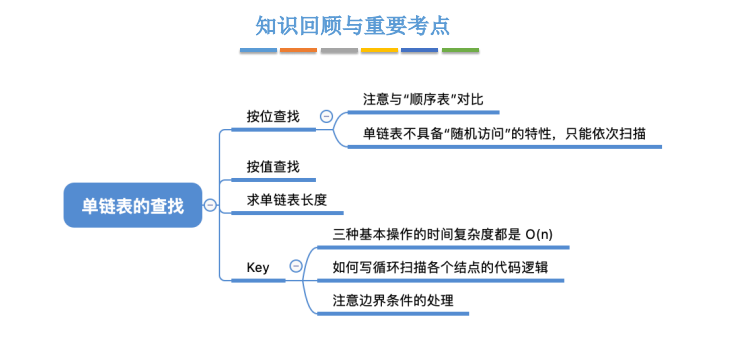 知识回顾与重要考点
单链表的查找
按位查找
注意与“顺序表”对比
单链表不具备“随机访问”的特性，只能依次扫描
按值查找
求单链表长度
Key
三种基本操作的时间复杂度都是 O(n)
如何写循环扫描各个结点的代码逻辑
注意边界条件的处理